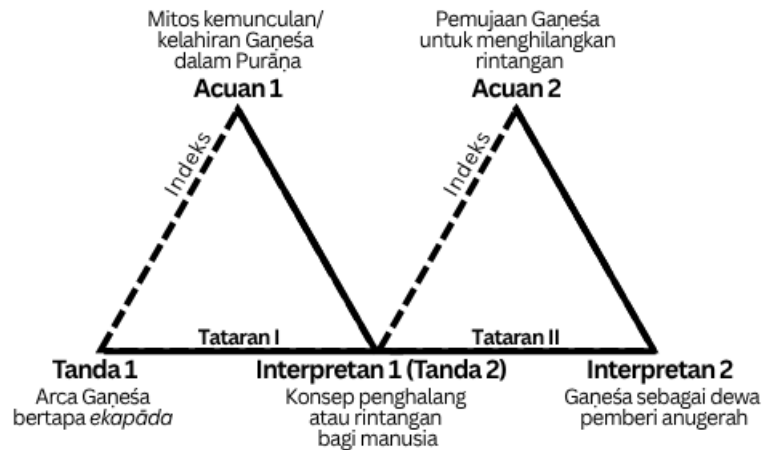 Mitos kemunculan/
kelahiran Gaṇeśa
dalam Purāṇa
Acuan 1
Pemujaan Gaṇeśa
untuk menghilangkan
rintangan
Acuan 2
Indeks
Indeks
Tataran I
Tataran II
Tanda 1
Arca Gaṇeśa
bertapa ekapāda
Interpretan 1 (Tanda 2)
Konsep penghalang
atau rintangan
bagi manusia
Interpretan 2
Gaṇeśa sebagai dewa
pemberi anugerah